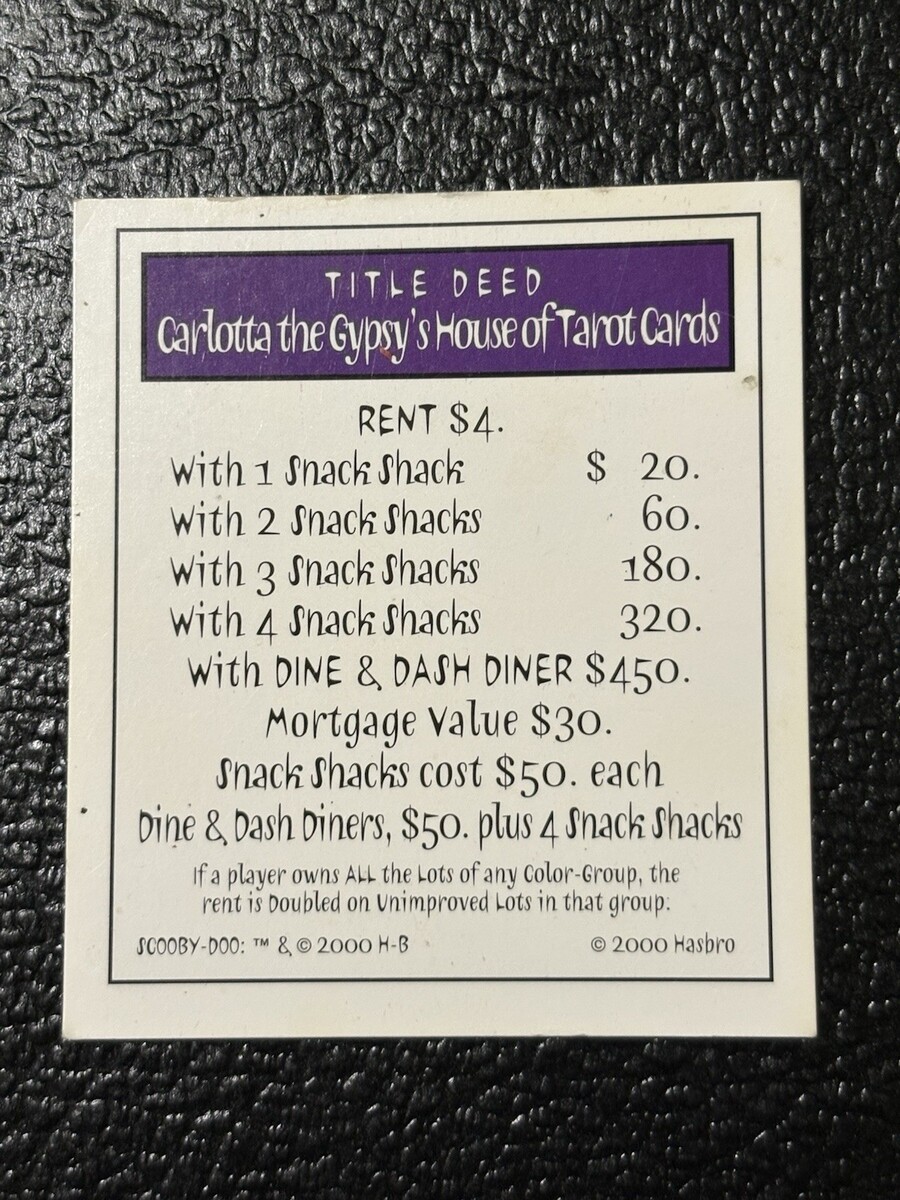 TITLE DEED
Carlotta the Gypsy's House of Tarot Cards
RENT $4.
With 1 Snack Shack $ 20.
With 2 Snack Shacks 60.
With 3 Snack Shacks 180.
With 4 Snack Shacks 320.
With DINE & DASH DINER $450.
Mortgage Value $30.
Snack Shacks cost $50. each
Dine & Dash Diners, $50. plus 4 Snack Shacks
If a player owns ALL the Lots of any Color-Group, the
rent is Doubled on Unimproved Lots in that group.
SCOOBY-DOO: ™ & © 2000 H-B © 2000 Hasbro